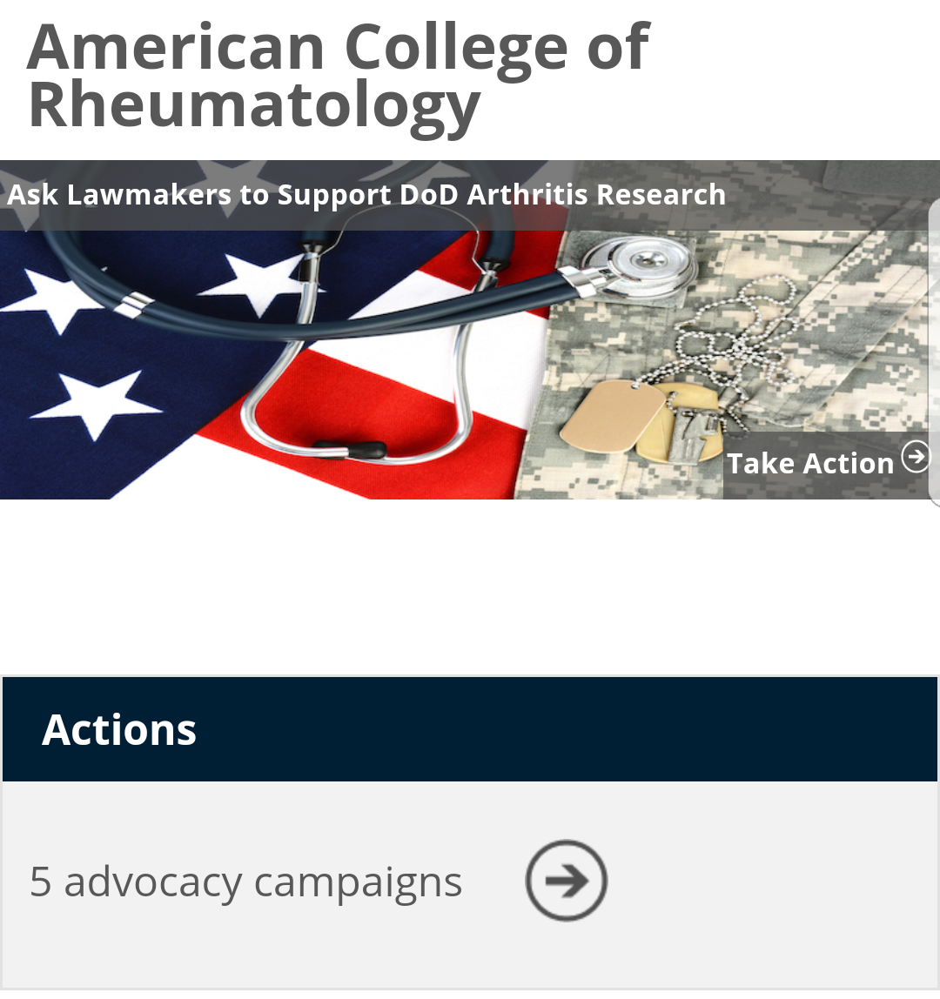 American College of
Rheumatology
Ask Lawmakers to Support DoD Arthritis Research
Take Action
Actions
5 advocacy campaigns